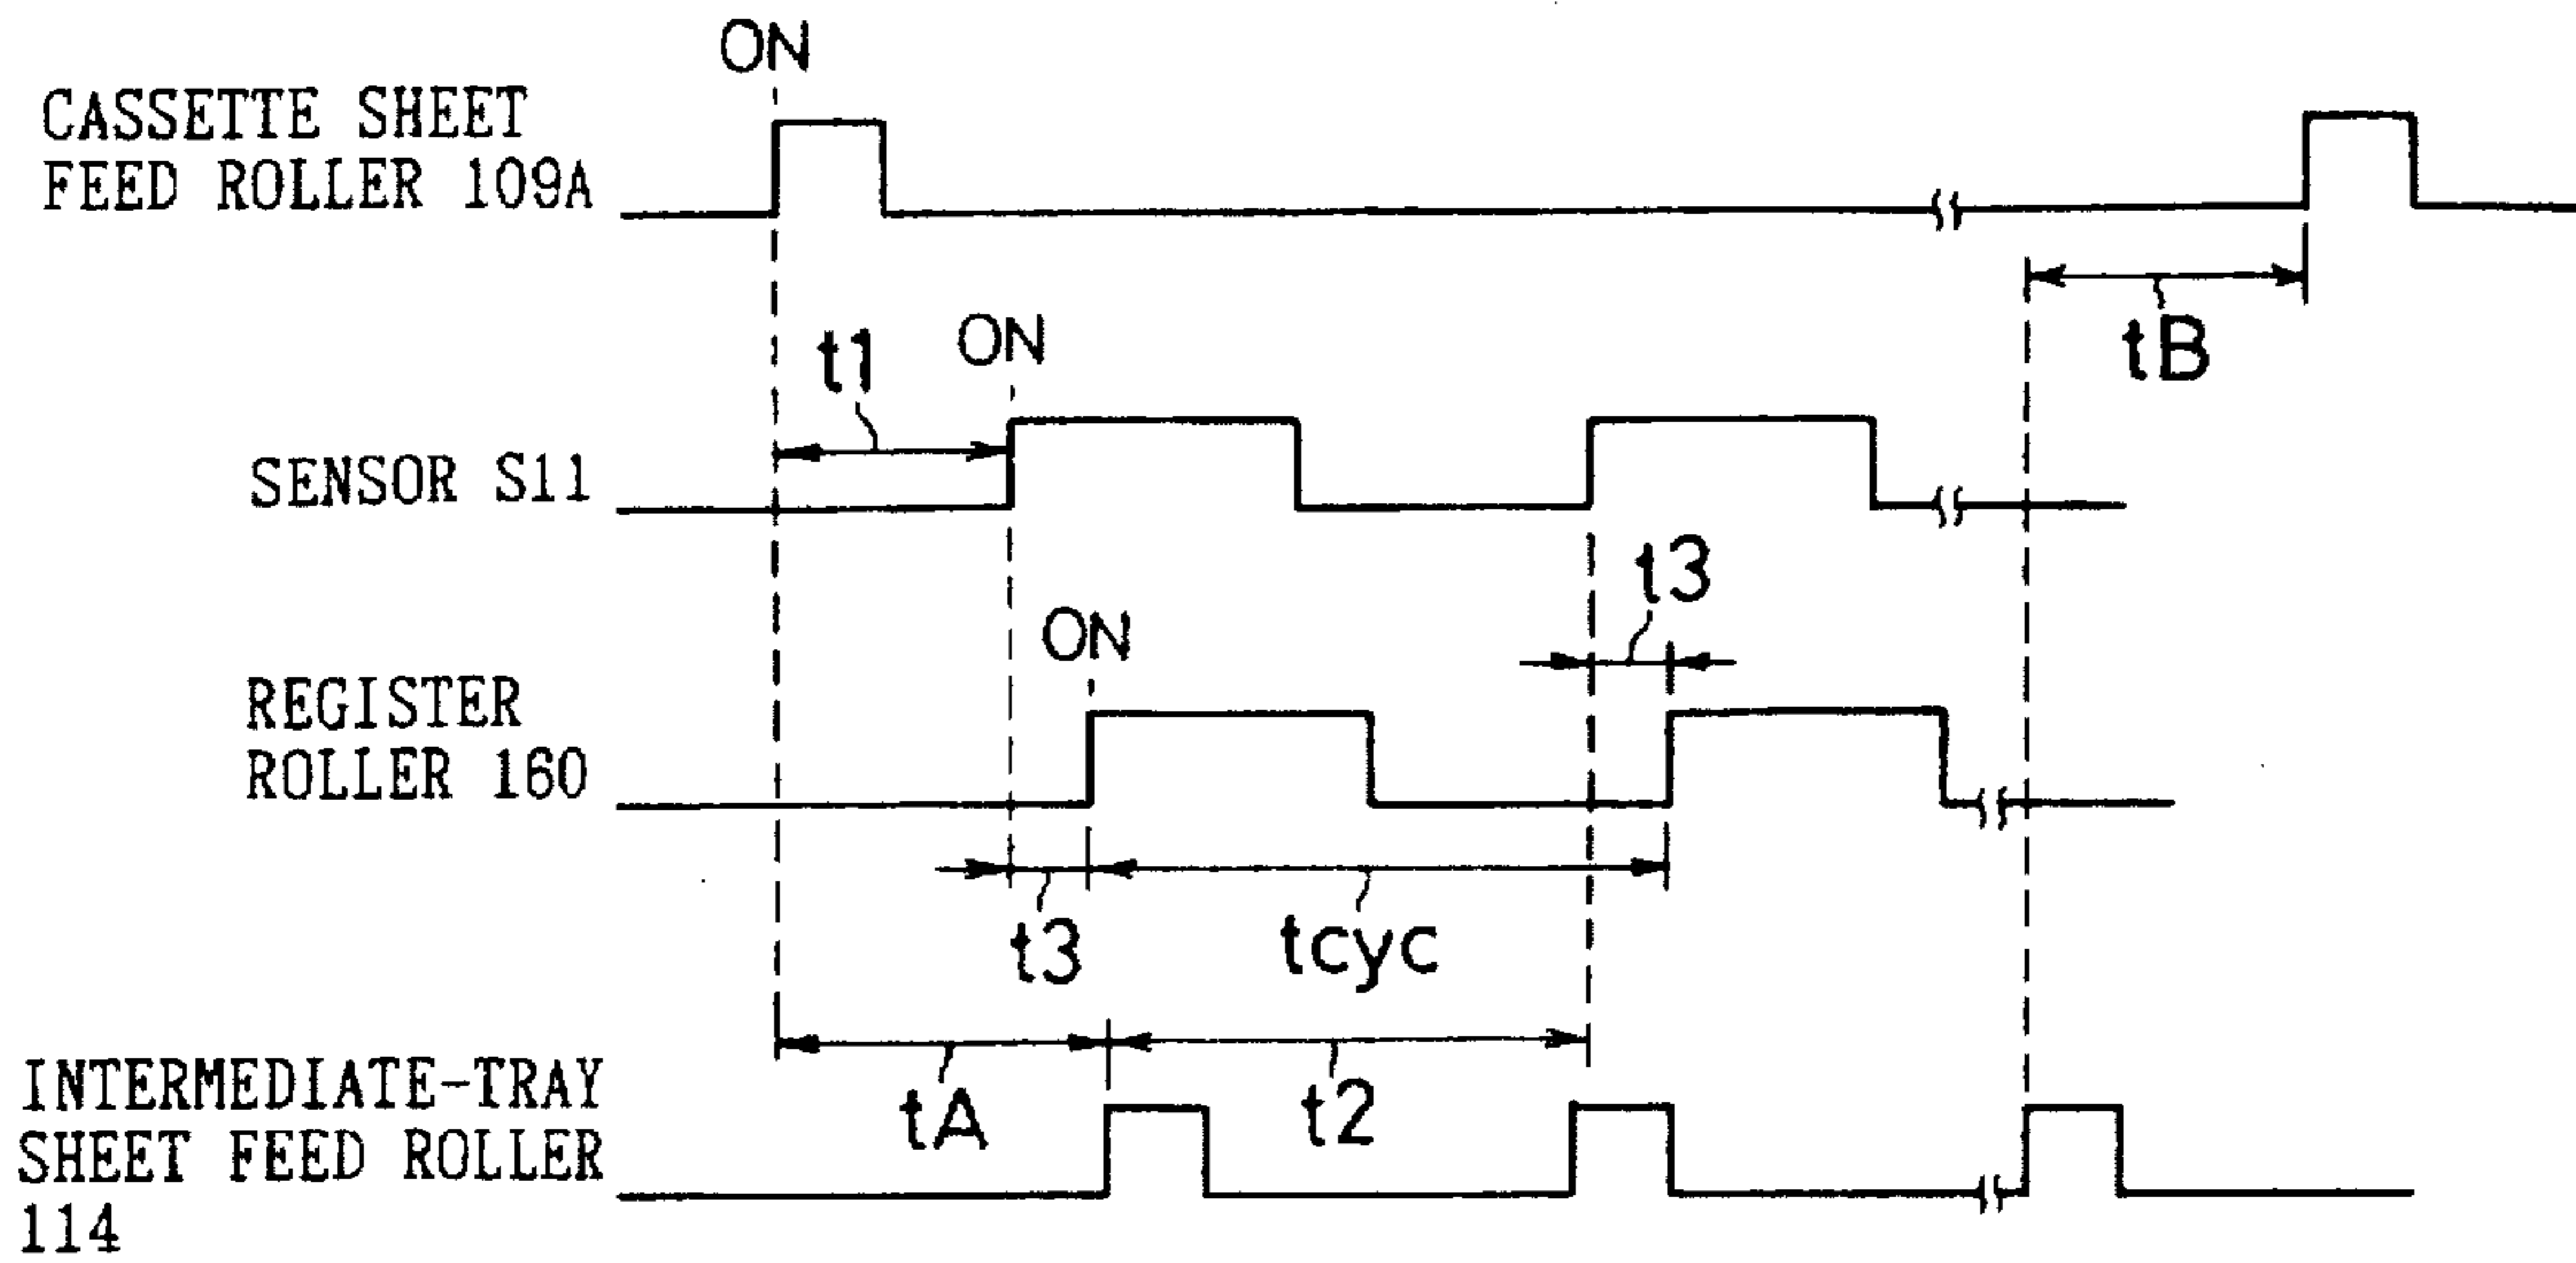 ON
CASSETTE SHEET
FEED ROLLER 109A
tB
ON
t1
SENSOR S11
t3
ON
REGISTER
ROLLER 160
t3
tcyc
tA
t2
INTERMEDIATE-TRAY
SHEET FEED ROLLER
114